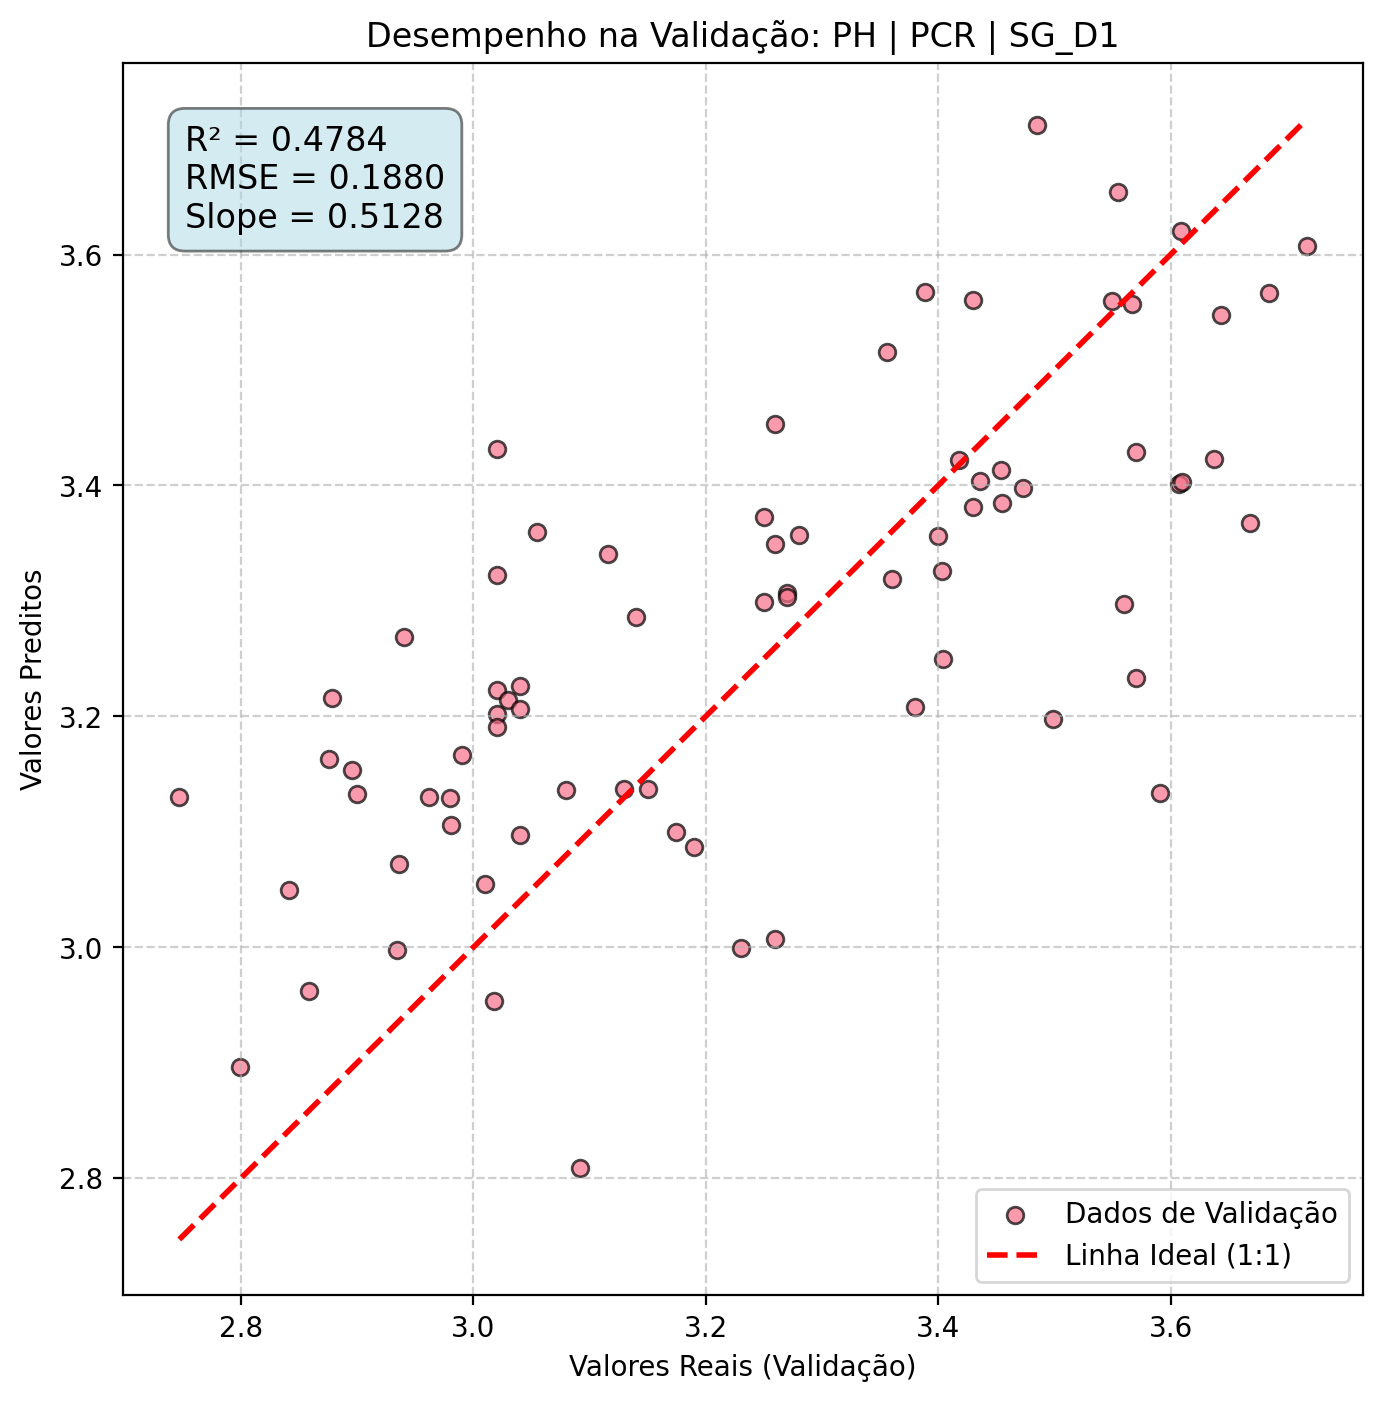 Desempenho na Validação: PH | PCR | SG_D1
R² = 0.4784
RMSE = 0.1880
Slope = 0.5128
3.6
3.4
3.2
3.0
2.8
Valores Preditos
Dados de Validação
Linha Ideal (1:1)
2.8 3.0 3.2 3.4 3.6
Valores Reais (Validação)